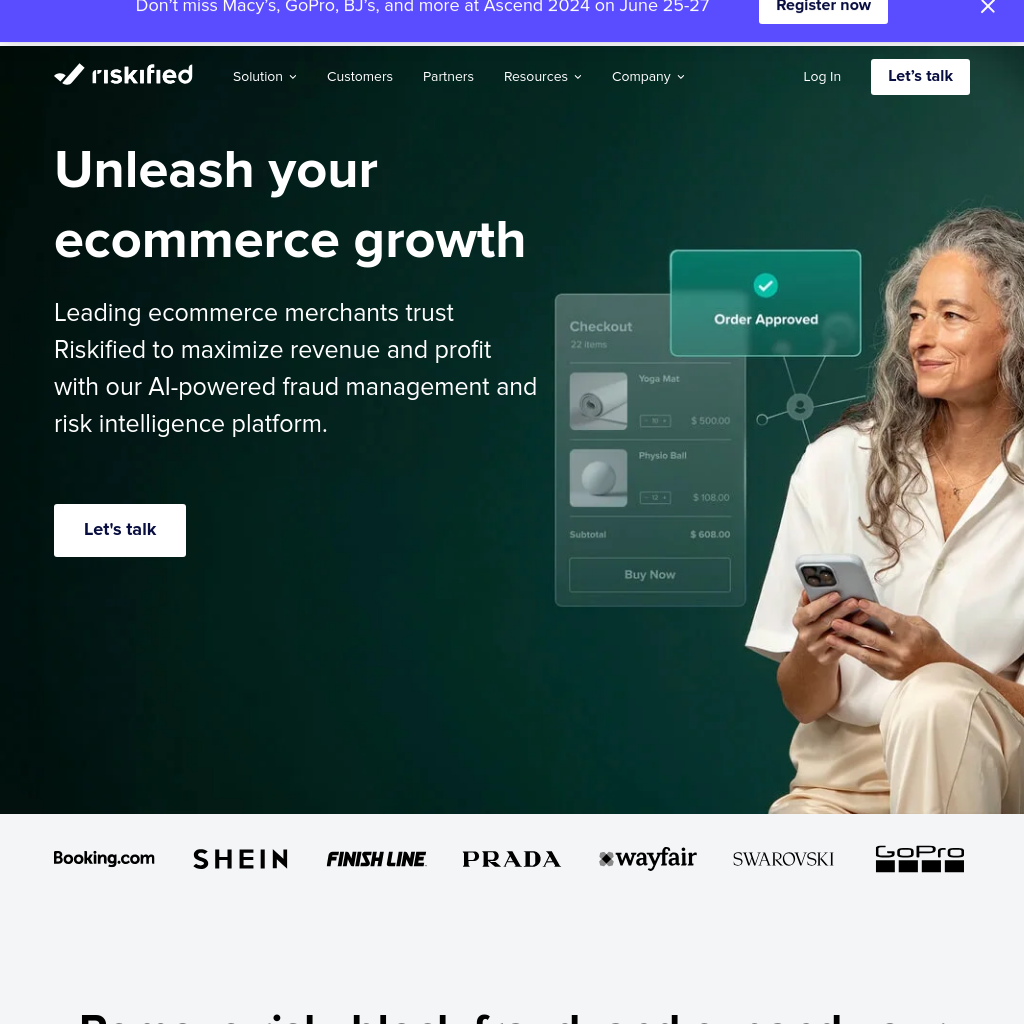 Don’t miss Macy’s, GoPro, BJ’s, and more at Ascend 2024 on June 25-27
Register now
riskified
Solution
Customers
Partners
Resources
Company
Log In
Let’s talk
Unleash your
ecommerce growth
Leading ecommerce merchants trust
Riskified to maximize revenue and profit
with our AI-powered fraud management and
risk intelligence platform.
Let's talk
Order Approved
Checkout
22 items
Yoga Mat
- 10 +
$ 500.00
Physio Ball
- 12 +
$ 108.00
Subtotal
$ 608.00
Buy Now
Booking.com
SHEIN
FINISH LINE
PRADA
wayfair
SWAROVSKI
GoPro